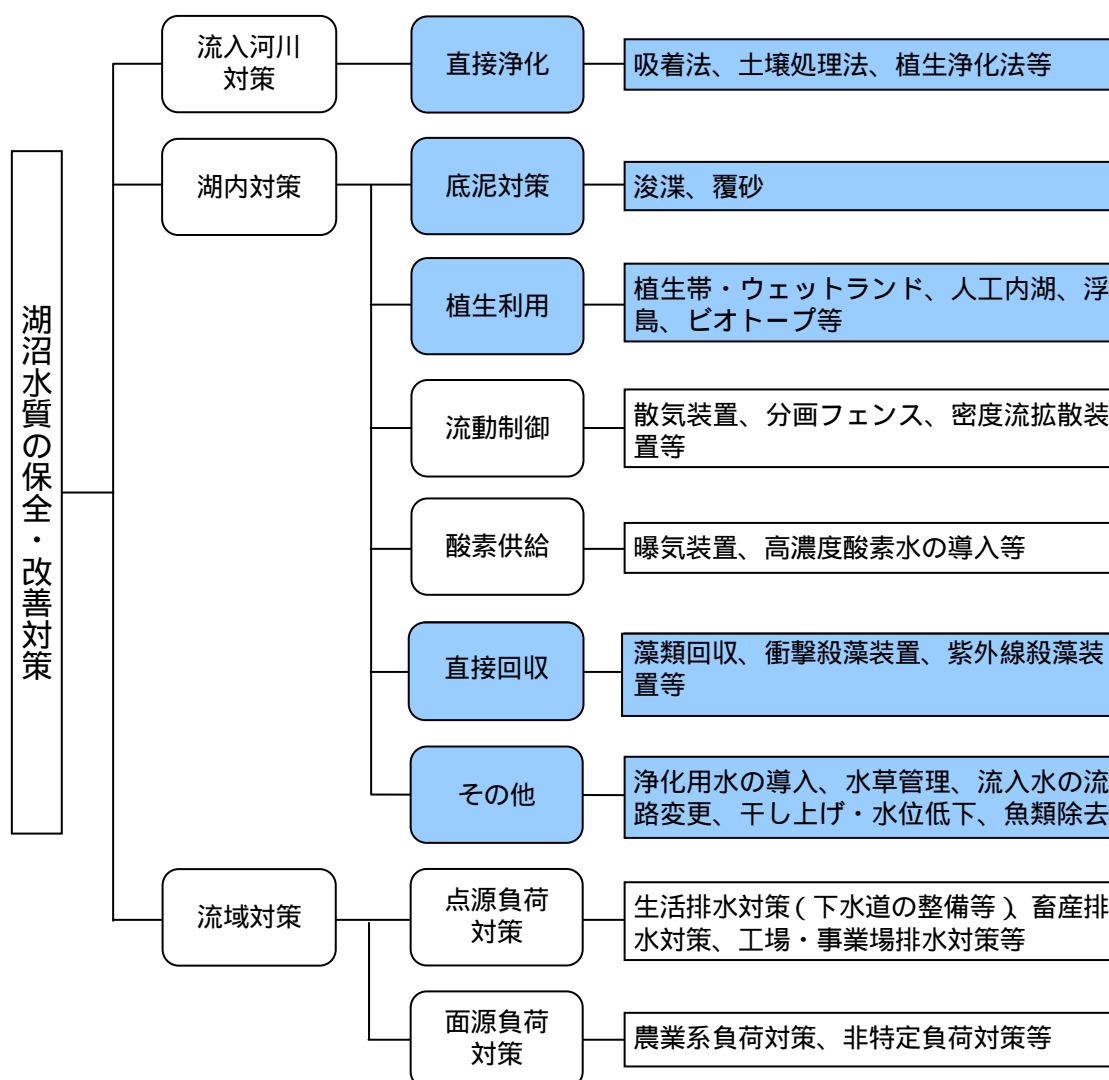 湖沼水質の保全・改善対策
流入河川
対策
直接浄化
吸着法、土壌処理法、植生浄化法等
湖内対策
底泥対策
浚渫、覆砂
植生利用
植生帯・ウェットランド、人工内湖、浮
島、ビオトープ等
流動制御
散気装置、分画フェンス、密度流拡散装
置等
酸素供給
曝気装置、高濃度酸素水の導入等
直接回収
藻類回収、衝撃殺藻装置、紫外線殺藻装
置等
その他
浄化用水の導入、水草管理、流入水の流
路変更、干し上げ・水位低下、魚類除去
流域対策
点源負荷
対策
生活排水対策(下水道の整備等)、畜産排
水対策、工場・事業場排水対策等
面源負荷
対策
農業系負荷対策、非特定負荷対策等